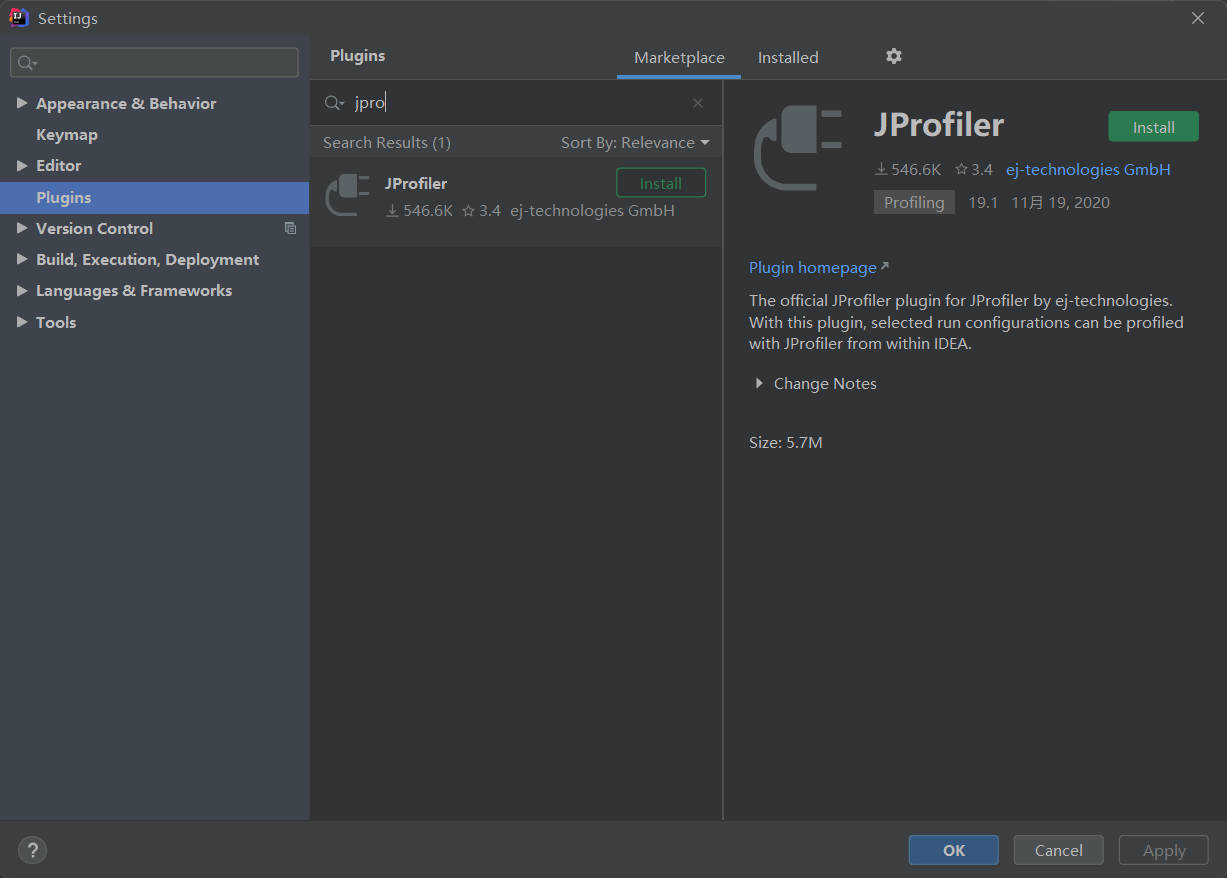 Settings
Appearance & Behavior
Keymap
Editor
Plugins
Version Control
Build, Execution, Deployment
Languages & Frameworks
Tools
Plugins
Marketplace
Installed
jpro
Search Results (1)
Sort By: Relevance
JProfiler
Install
546.6K 3.4 ej-technologies GmbH
JProfiler
Install
546.6K 3.4 ej-technologies GmbH
Profiling 19.1 11月 19, 2020
Plugin homepage
The official JProfiler plugin for JProfiler by ej-technologies.
With this plugin, selected run configurations can be profiled
with JProfiler from within IDEA.
Change Notes
Size: 5.7M
?
OK
Cancel
Apply